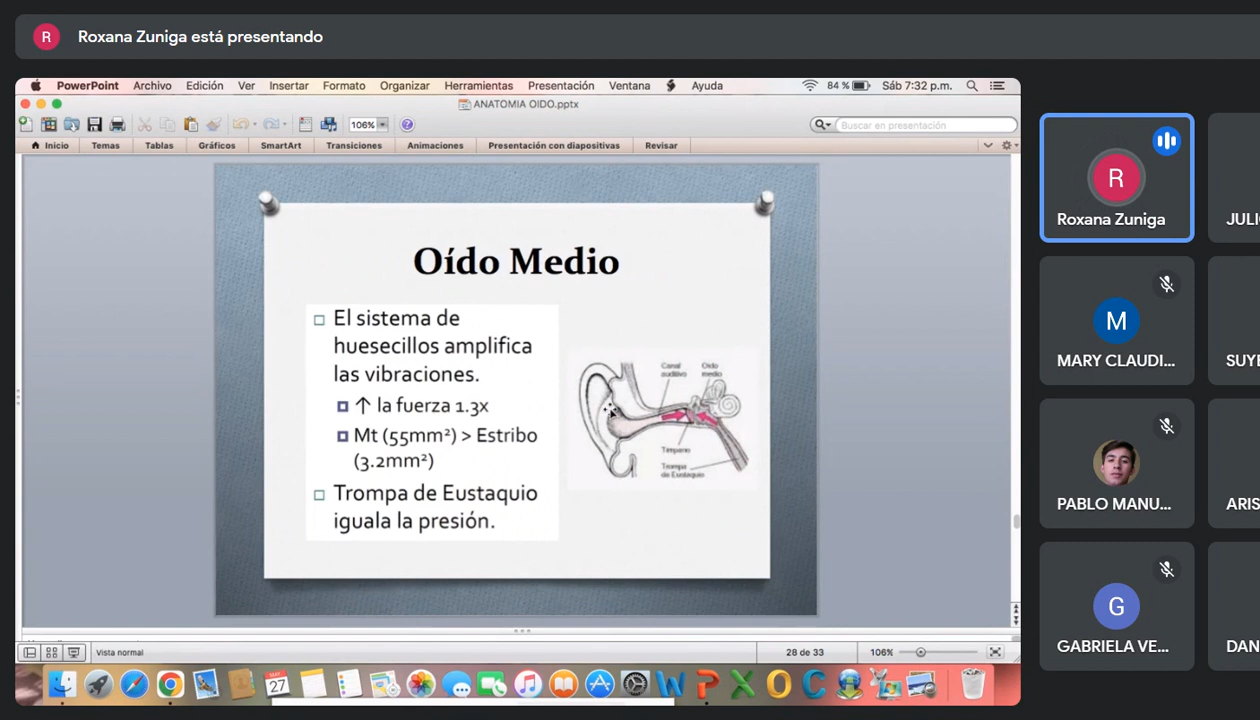 R Roxana Zuniga está presentando
PowerPoint Archivo Edición Ver Insertar Formato Organizar Herramientas Presentación Ventana Ayuda 84 % Sáb 7:32 p.m.
ANATOMIA OIDO.pptx
106% Buscar en presentación
Inicio Temas Tablas Gráficos SmartArt Transiciones Animaciones Presentación con diapositivas Revisar
Oído Medio
El sistema de
huesecillos amplifica
las vibraciones.
↑ la fuerza 1.3x
Mt (55mm²) > Estribo
(3.2mm²)
Trompa de Eustaquio
iguala la presión.
Canal
auditivo
Oído
medio
Tímpano
Trompa
de Eustaquio
Vista normal 28 de 33 106%
27
R
Roxana Zuniga
JULI
M
MARY CLAUDI...
SUYE
PABLO MANU...
ARIS
G
GABRIELA VE...
DAN